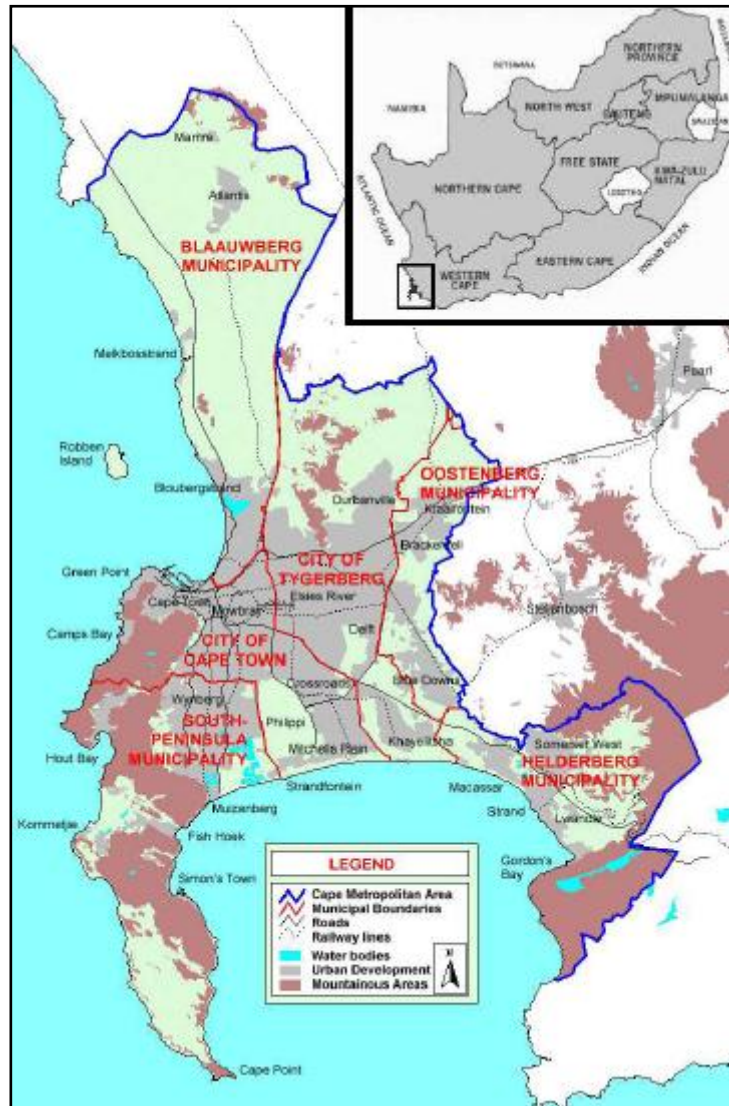 BOTSWANA
NAMIBIA
NORTHERN
PROVINCE
NORTH WEST
GAUTENG
MPUMALANGA
FREE STATE
KWA-ZULU
NATAL
LESOTHO
NORTHERN CAPE
ATLANTIC OCEAN
INDIAN OCEAN
EASTERN CAPE
WESTERN
CAPE
Mamre
Atlantis
BLAAUWBERG
MUNICIPALITY
Melkbosstrand
Paarl
Robben
Island
Bloubergstrand
OOSTENBERG
MUNICIPALITY
Durbanville
Kraaifontein
Brackenfell
CITY OF
TYGERBERG
Green Point
Cape Town
Mowbray
Elsies River
Stellenbosch
Camps Bay
CITY OF
CAPE TOWN
Delft
Crossroads
Blue Downs
Wynberg
SOUTH-
PENINSULA
MUNICIPALITY
Philippi
Hout Bay
Mitchells Plain
Khayelitsha
Somerset West
HELDERBERG
MUNICIPALITY
Strandfontein
Macassar
Muizenberg
Strand
Lwandle
Kommetjie
Fish Hoek
Simon's Town
Gordon's
Bay
LEGEND
Cape Metropolitan Area
Municipal Boundaries
Roads
Railway lines
Water bodies
Urban Development
Mountainous Areas
N
Cape Point